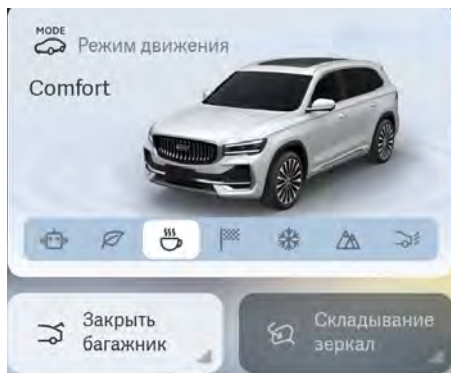 MODE
Режим движения
Comfort
Закрыть
багажник
Складывание
зеркал